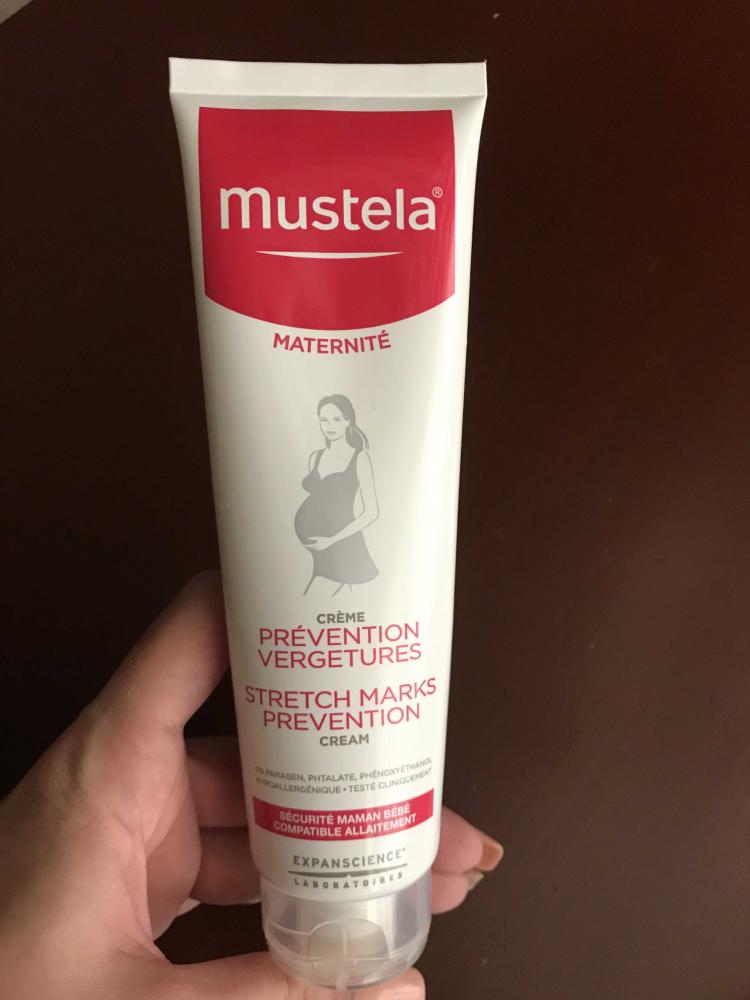 mustela®
MATERNITÉ
CRÈME
PRÉVENTION
VERGETURES
STRETCH MARKS
PREVENTION
CREAM
0% PARABEN, PHTALATE, PHÉNOXYÉTHANOL
HYPOALLERGÉNIQUE • TESTÉ CLINIQUEMENT
SÉCURITÉ MAMAN BÉBÉ
COMPATIBLE ALLAITEMENT
EXPANSCIENCE®
LABORATOIRES